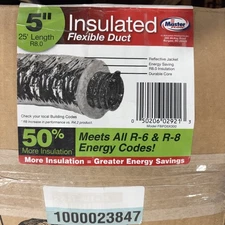 5"
Insulated
Flexible Duct
25' Length
R8.0
Master
Reflective Jacket
Energy Saving
R8.0 Insulation
Durable Core
Check your local Building Codes
50%
More Insulation*
Meets All R-6 & R-8
Energy Codes!
More Insulation = Greater Energy Savings
1000023847